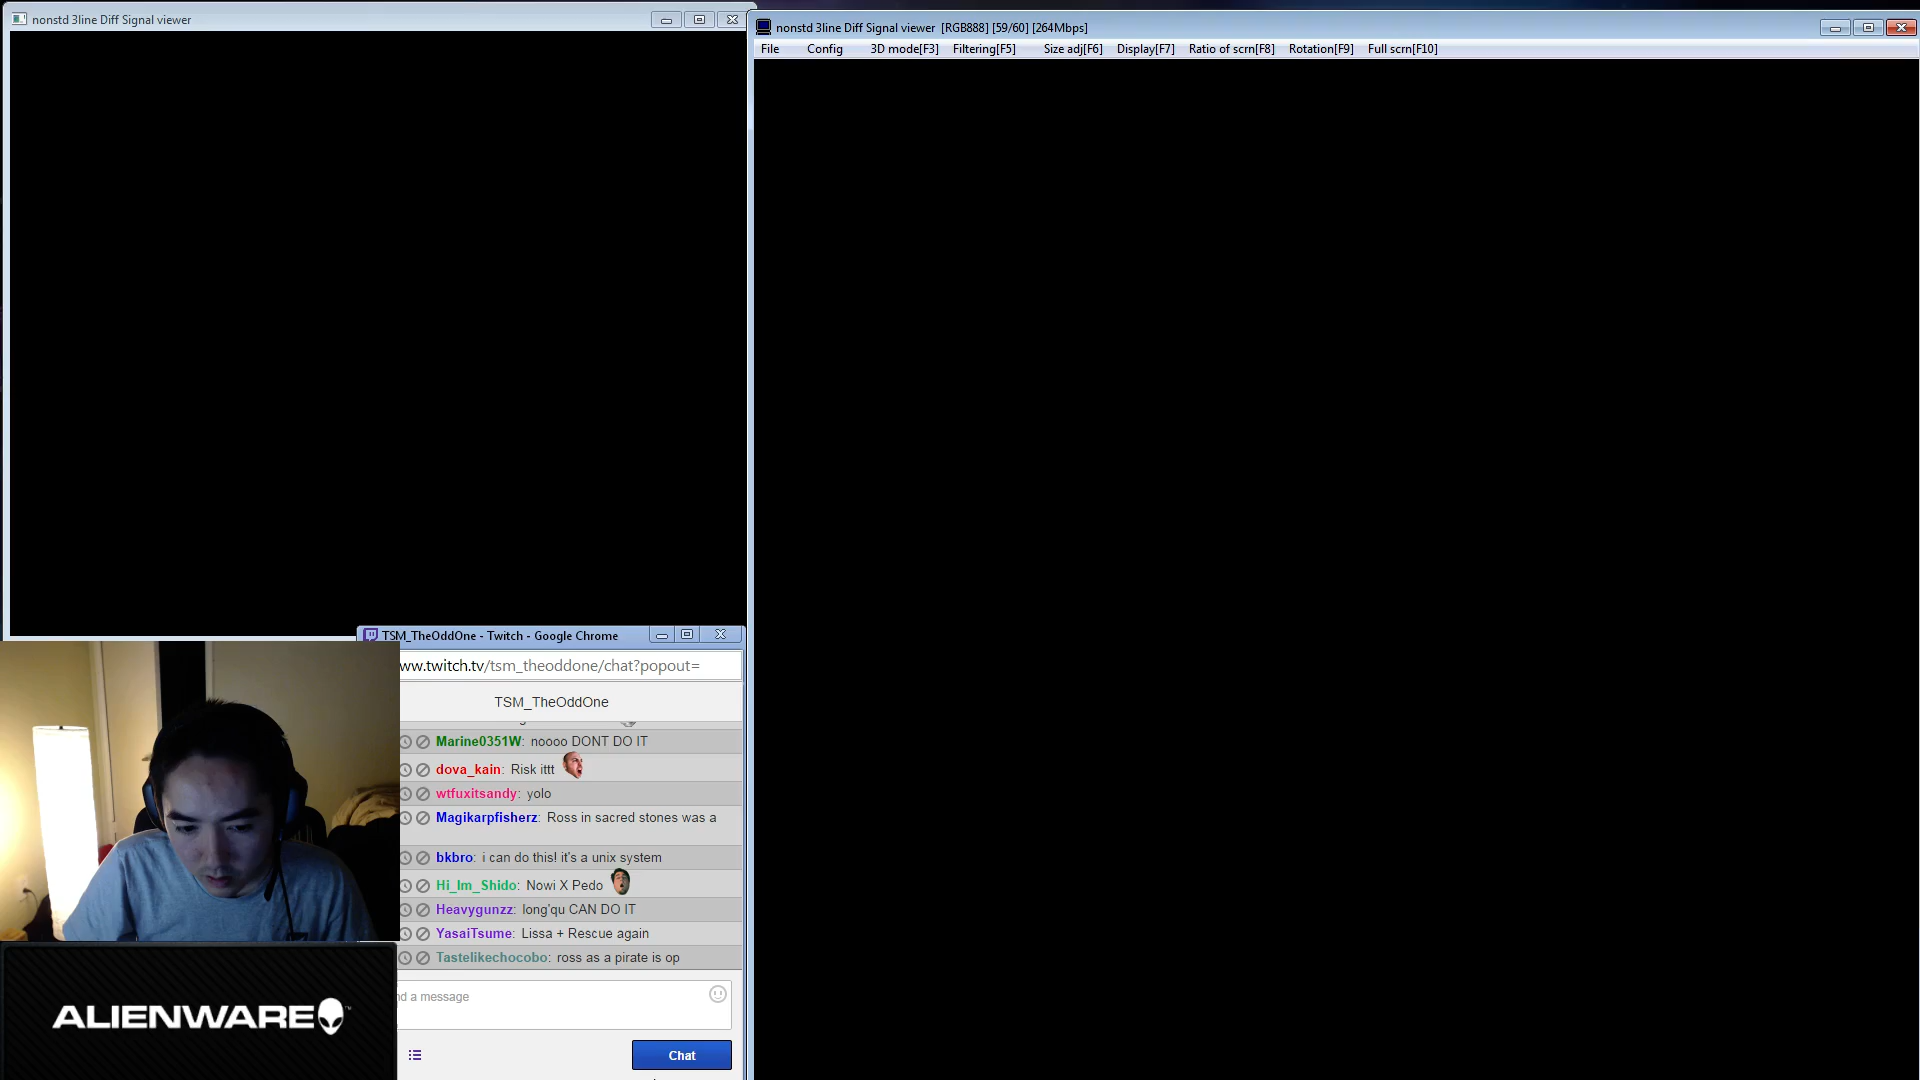 nonstd 3line Diff Signal viewer
nonstd 3line Diff Signal viewer [RGB888] [59/60] [264Mbps]
File Config 3D mode[F3] Filtering[F5] Size adj[F6] Display[F7] Ratio of scrn[F8] Rotation[F9] Full scrn[F10]
TSM_TheOddOne - Twitch - Google Chrome
ww.twitch.tv/tsm_theoddone/chat?popout=
TSM_TheOddOne
Marine0351W: noooo DONT DO IT
dova_kain: Risk ittt
wtfuxitsandy: yolo
Magikarpfisherz: Ross in sacred stones was a
bkbro: i can do this! it's a unix system
Hi_Im_Shido: Nowi X Pedo
Heavygunzz: long'qu CAN DO IT
YasaiTsume: Lissa + Rescue again
Tastelikechocobo: ross as a pirate is op
nd a message
Chat
ALIENWARE